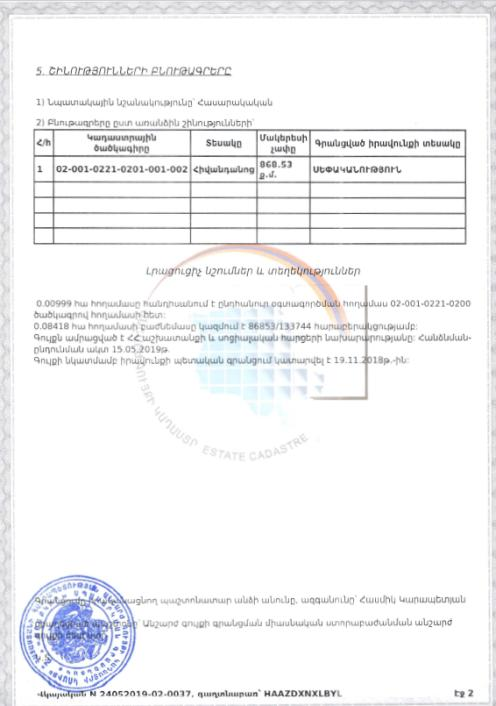 5. ՇԻՆՈՒԹՅՈՒՆՆԵՐԻ ԲՆՈՒԹԱԳՐԵՐԸ
1) Նպատակային նշանակությունը՝ Հասարակական
2) Բնութագրերը ըստ առանձին շինությունների՝
Հ/հ Կադաստրային ծածկագիրը Տեսակը Մակերեսի չափը Գրանցված իրավունքի տեսակը
1 02-001-0221-0201-001-002 Հիվանդանոց 868.53 ք.մ. ՍԵՓԱԿԱՆՈՒԹՅՈՒՆ
Լրացուցիչ նշումներ և տեղեկություններ
0.00999 հա հողամասը հանդիսանում է ընդհանուր օգտագործման հողամաս 02-001-0221-0200
ծածկագրով հողամասի հետ:
0.08418 հա հողամասի բաժնեմասը կազմում է 86853/133744 հարաբերակցությամբ:
Գույքն ամրացված է ՀՀ աշխատանքի և սոցիալական հարցերի նախարարությանը: Հանձնման-
ընդունման ակտ 15.05.2019թ.
Գույքի նկատմամբ իրավունքի պետական գրանցում կատարվել է 19.11.2018թ.-ին:
ԳՈՒՅՔԻ ԿԱԴԱՍՏՐ ESTATE CADASTRE
պաշտոնատար անձի անունը, ազգանունը՝ Հասմիկ Կարապետյան
Անշարժ գույքի գրանցման միասնական ստորաբաժանման անշարժ
գույքի
Վկայական N 24052019-02-0037, գաղտնաբառ՝ HAAZDXNXLBYL Էջ 2